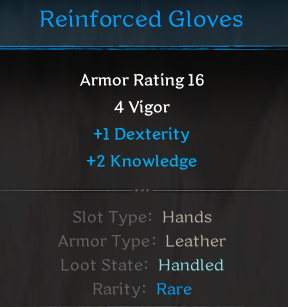 Reinforced Gloves
Armor Rating 16
4 Vigor
+1 Dexterity
+2 Knowledge
Slot Type: Hands
Armor Type: Leather
Loot State: Handled
Rarity: Rare